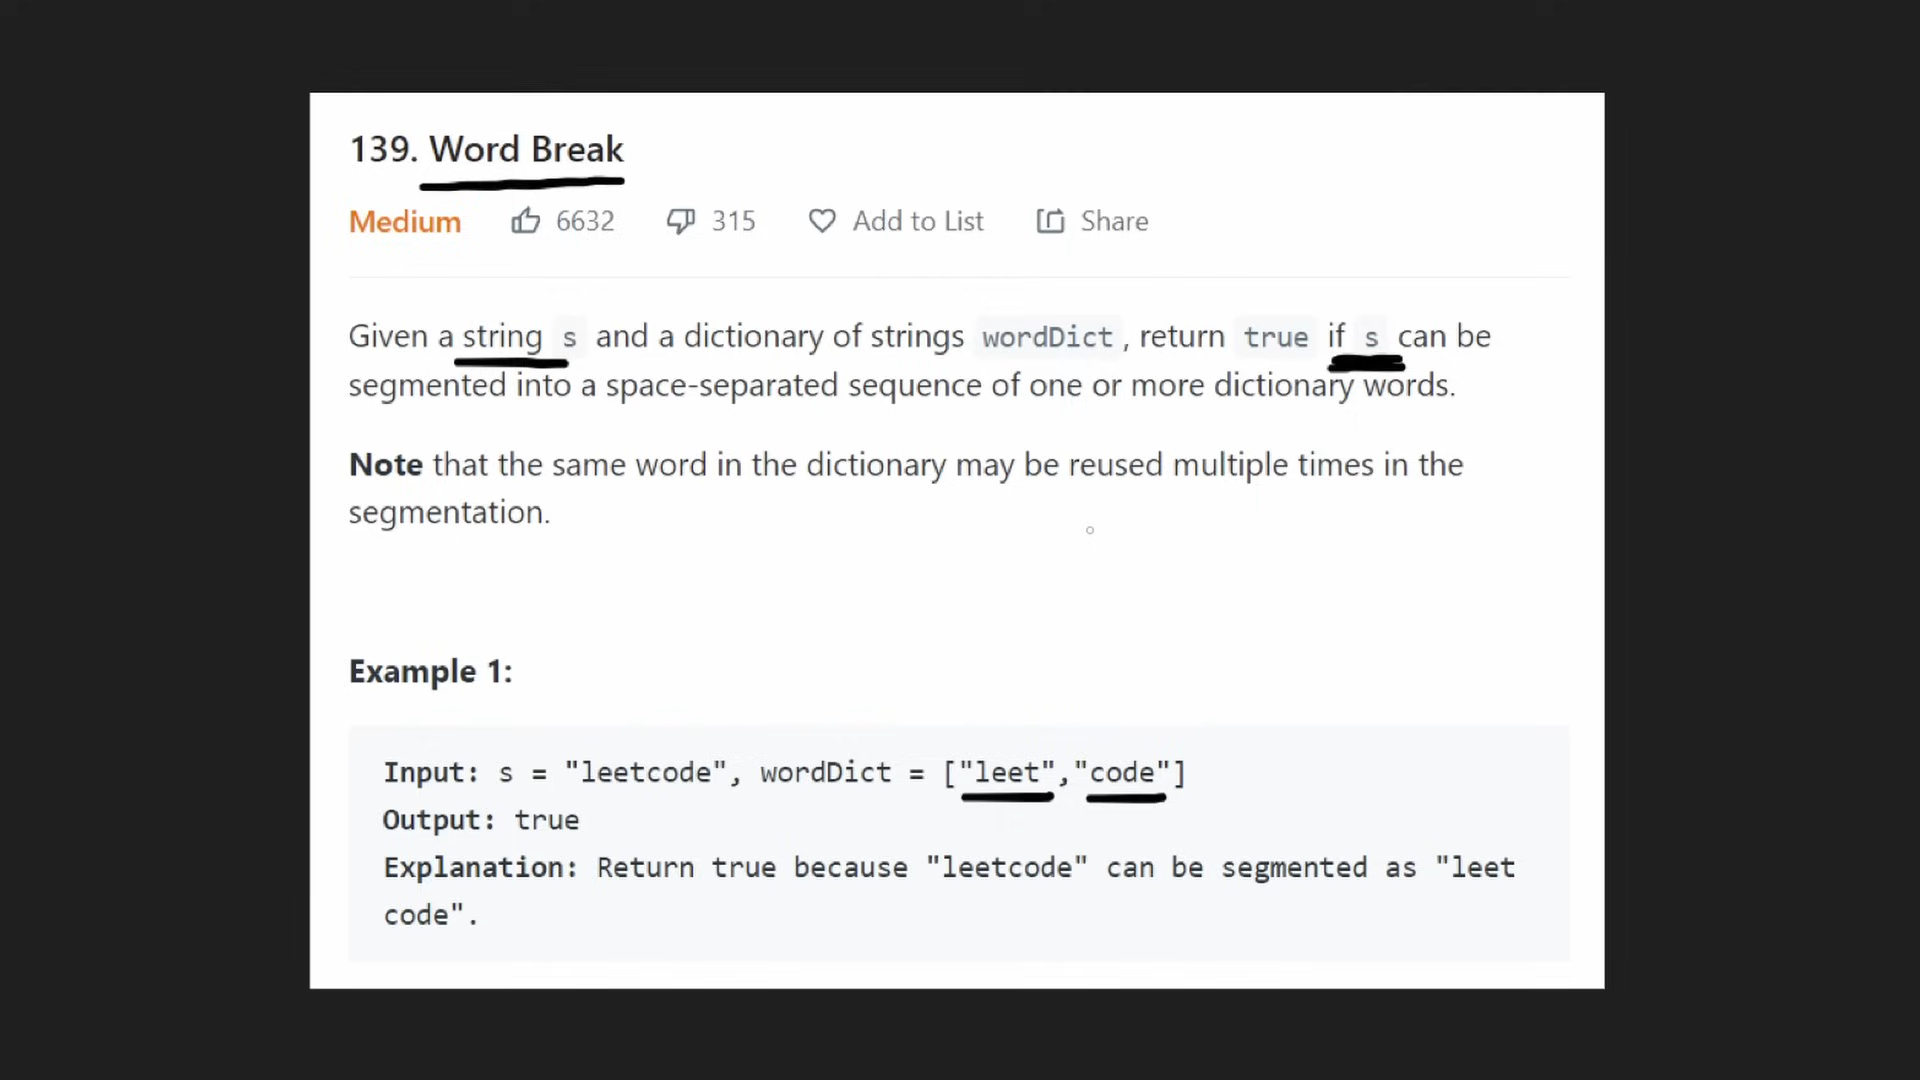 139. Word Break
Medium 6632 315 Add to List Share
Given a string s and a dictionary of strings wordDict, return true if s can be
segmented into a space-separated sequence of one or more dictionary words.
Note that the same word in the dictionary may be reused multiple times in the
segmentation.
Example 1:
Input: s = "leetcode", wordDict = ["leet","code"]
Output: true
Explanation: Return true because "leetcode" can be segmented as "leet
code".